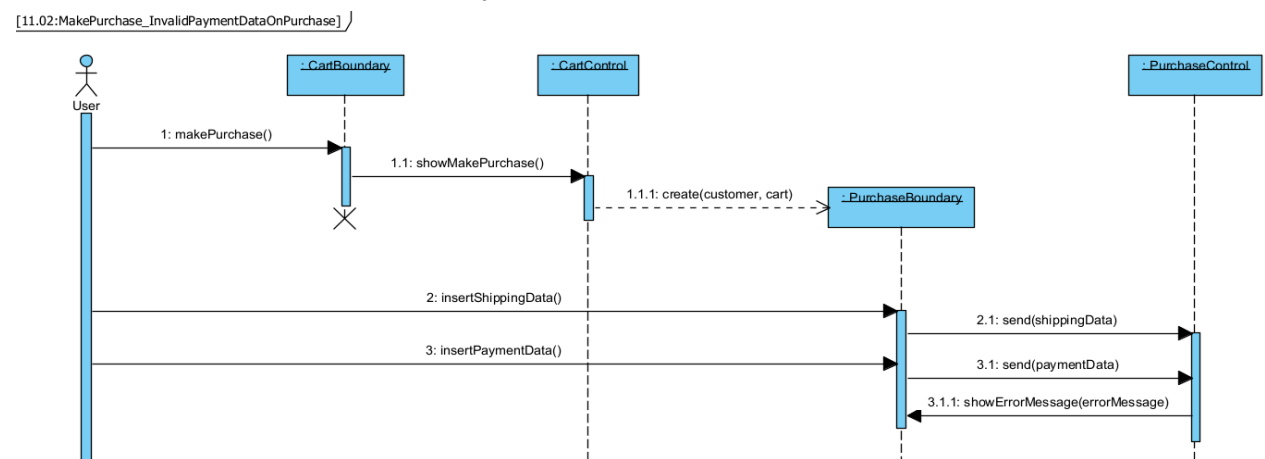 [11.02:MakePurchase_InvalidPaymentDataOnPurchase]
: CartBoundary
: CartControl
: PurchaseControl
User
1: makePurchase()
1.1: showMakePurchase()
1.1.1: create(customer, cart)
: PurchaseBoundary
2: insertShippingData()
2.1: send(shippingData)
3: insertPaymentData()
3.1: send(paymentData)
3.1.1: showErrorMessage(errorMessage)